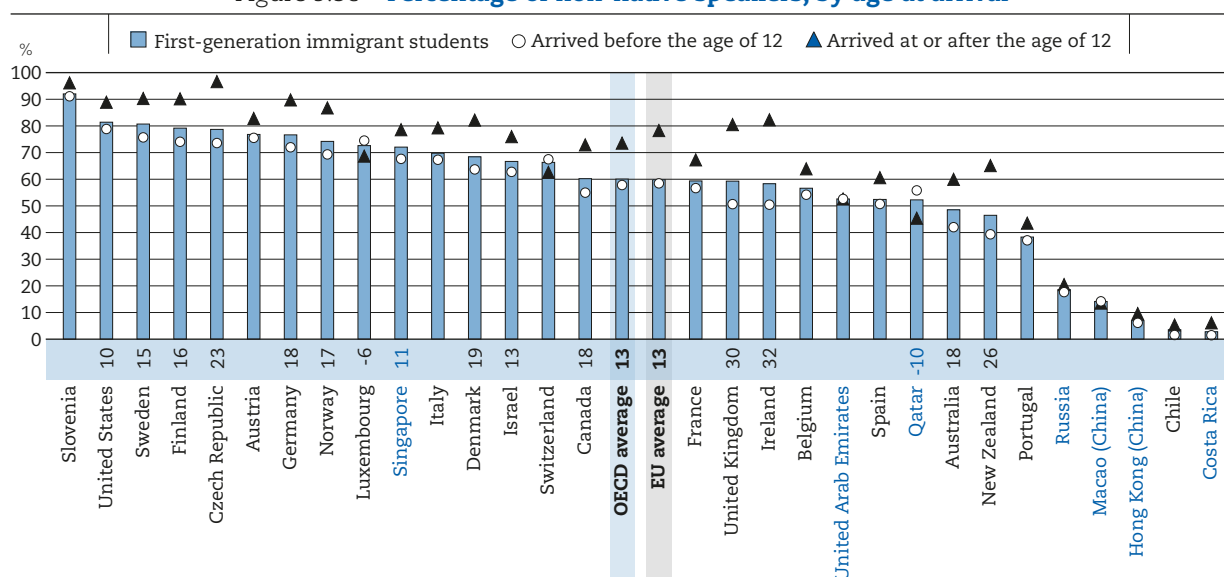 %
First-generation immigrant students Arrived before the age of 12 Arrived at or after the age of 12
100
90
80
70
60
50
40
30
20
10
0
10 15 16 23 18 17 -6 11 19 13 18 13 13 30 32 -10 18 26
Slovenia
United States
Sweden
Finland
Czech Republic
Austria
Germany
Norway
Luxembourg
Singapore
Italy
Denmark
Israel
Switzerland
Canada
OECD average
EU average
France
United Kingdom
Ireland
Belgium
United Arab Emirates
Spain
Qatar
Australia
New Zealand
Portugal
Russia
Macao (China)
Hong Kong (China)
Chile
Costa Rica